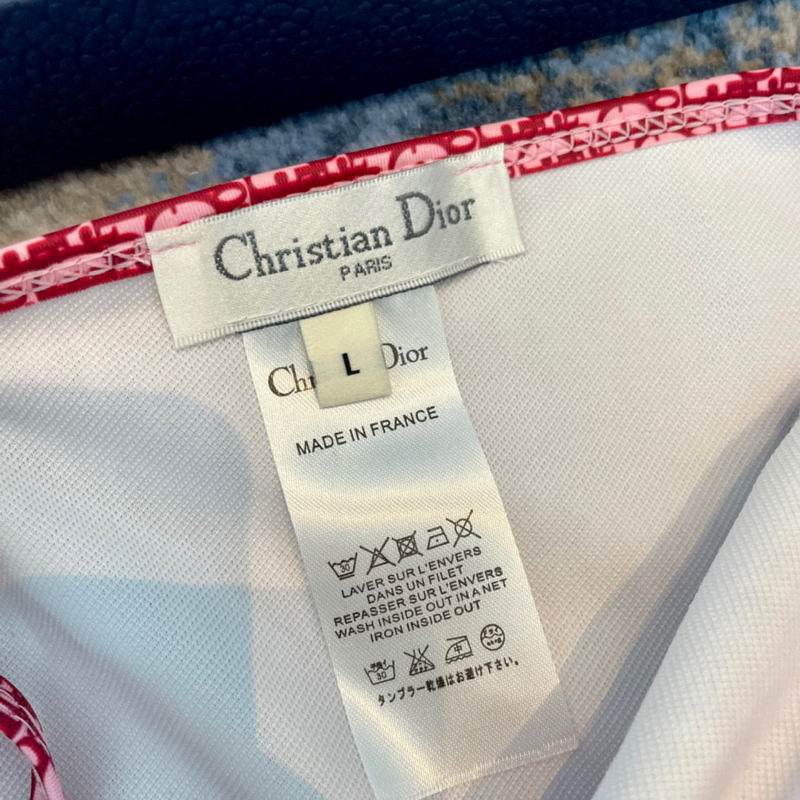 Christian Dior
PARIS
L
Chr Dior
MADE IN FRANCE
30
LAVER SUR L'ENVERS
DANS UN FILET
REPASSER SUR L'ENVERS
WASH INSIDE OUT IN A NET
IRON INSIDE OUT
30 中
タンブラー乾燥はお避け下さい。